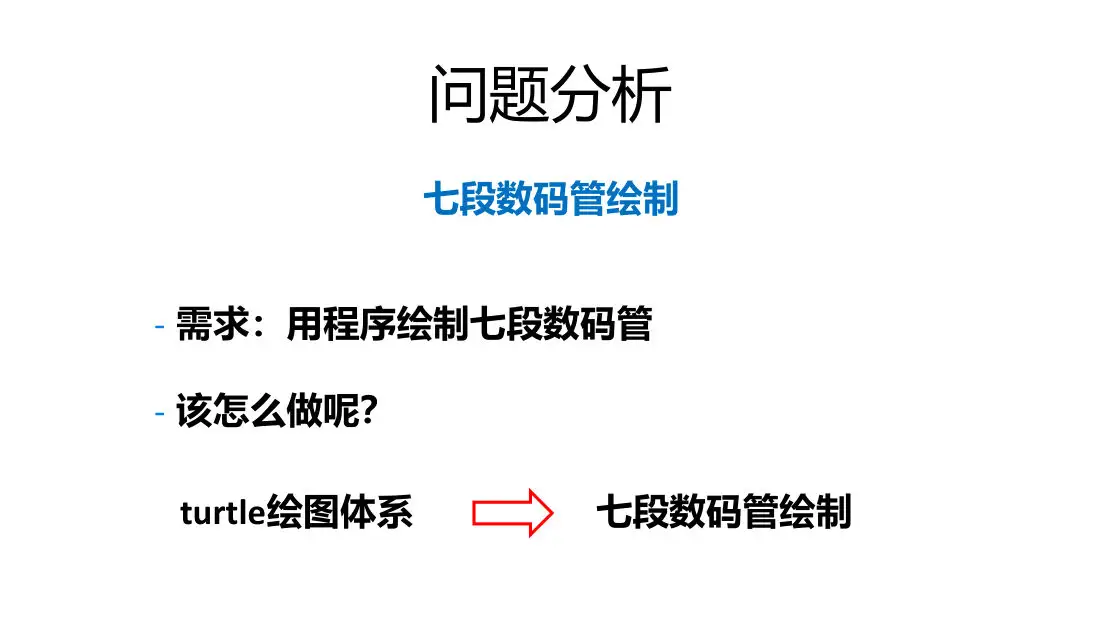 问题分析
七段数码管绘制
- 需求：用程序绘制七段数码管
- 该怎么做呢？
turtle绘图体系 七段数码管绘制